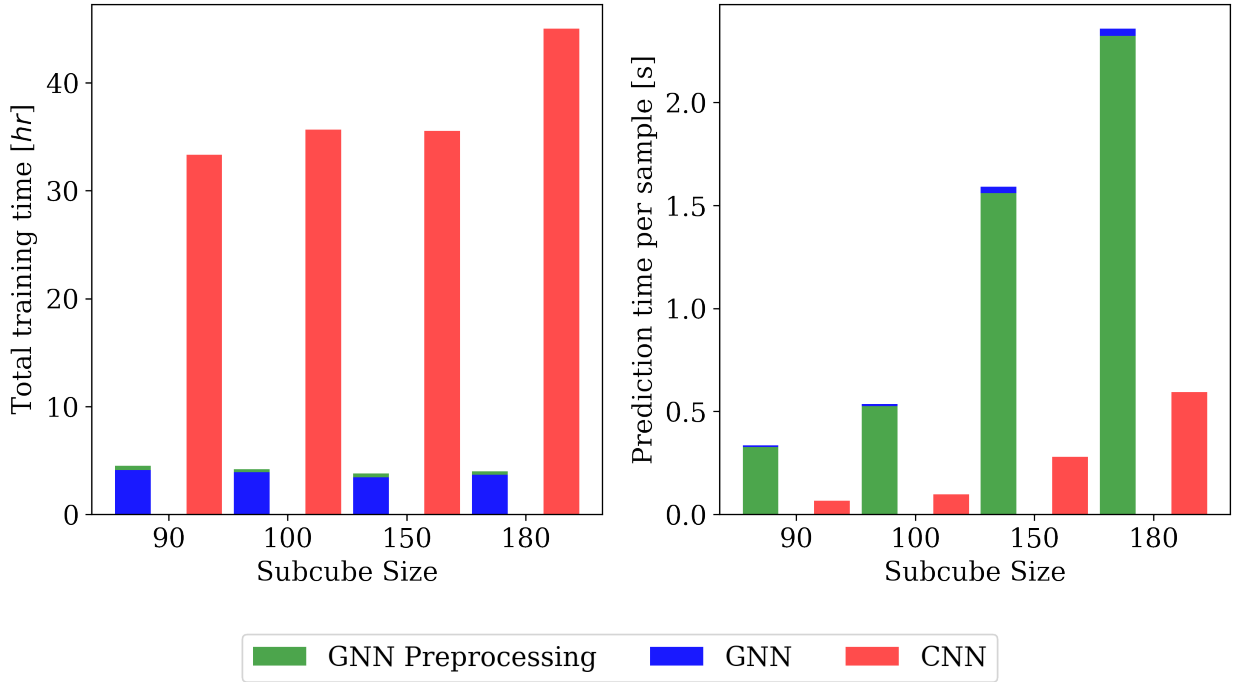 Total training time [hr]
40
30
20
10
0
90 100 150 180
Subcube Size
Prediction time per sample [s]
2.0
1.5
1.0
0.5
0.0
90 100 150 180
Subcube Size
GNN Preprocessing GNN CNN